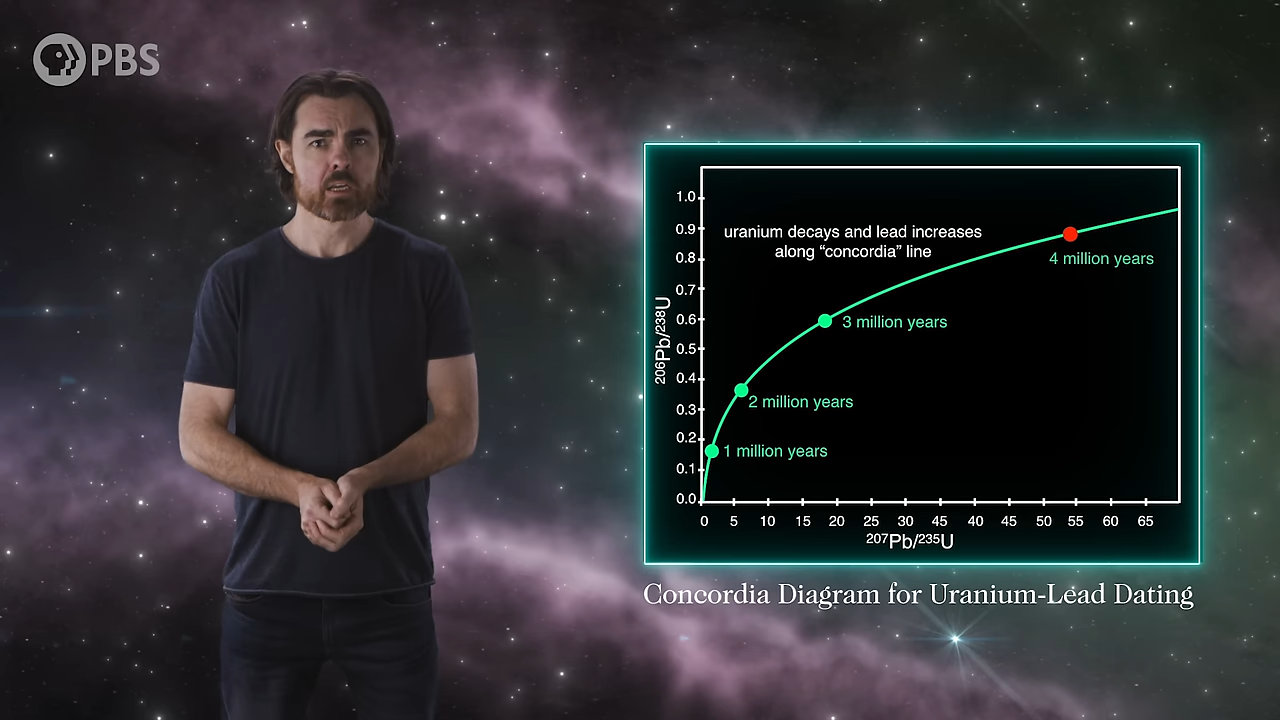 PBS
1.0
0.9
0.8
0.7
0.6
0.5
0.4
0.3
0.2
0.1
0.0
206Pb/238U
uranium decays and lead increases
along “concordia” line
4 million years
3 million years
2 million years
1 million years
0 5 10 15 20 25 30 45 40 45 50 55 60 65
207Pb/235U
Concordia Diagram for Uranium-Lead Dating